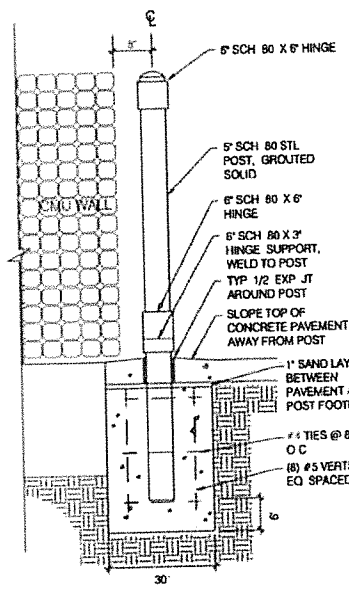 ℄
8"
6" SCH 80 X 6" HINGE
5" SCH 80 STL
POST, GROUTED
SOLID
CMU WALL
6" SCH 80 X 6"
HINGE
6" SCH 80 X 3"
HINGE SUPPORT,
WELD TO POST
TYP 1/2 EXP JT
AROUND POST
SLOPE TOP OF
CONCRETE PAVEMENT
AWAY FROM POST
1" SAND LAY
BETWEEN
PAVEMENT
POST FOOT
TIES @ 8
O C
(8) #5 VERTS
EQ SPACED
30"